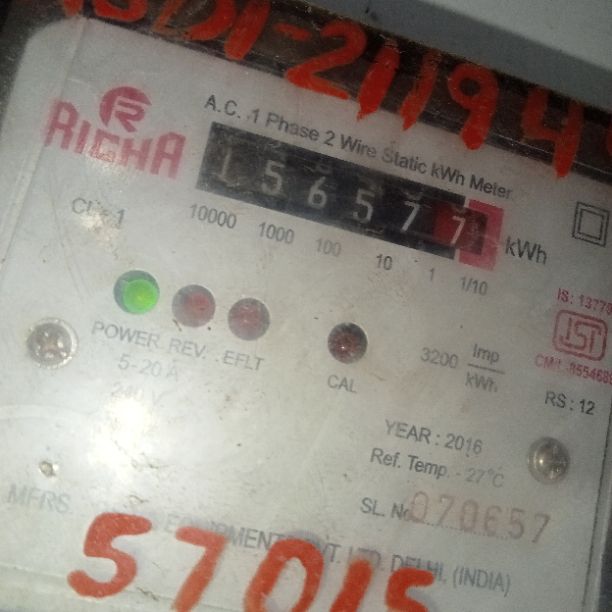 SDI-21194
RICHA
A.C. 1 Phase 2 Wire Static kWh Meter
1 5 6 5 7 7 kWh
10000 1000 100 10 1 1/10
Cl - 1
POWER REV. EFLT
5-20 A
240 V
CAL
3200 Imp/kWh
IS: 13779
ISI
CM/L-
RS : 12
YEAR : 2016
Ref. Temp. - 27°C
SL. No. 070657
MFRS. EQUIPMENT PVT. LTD. DELHI, (INDIA)
57015